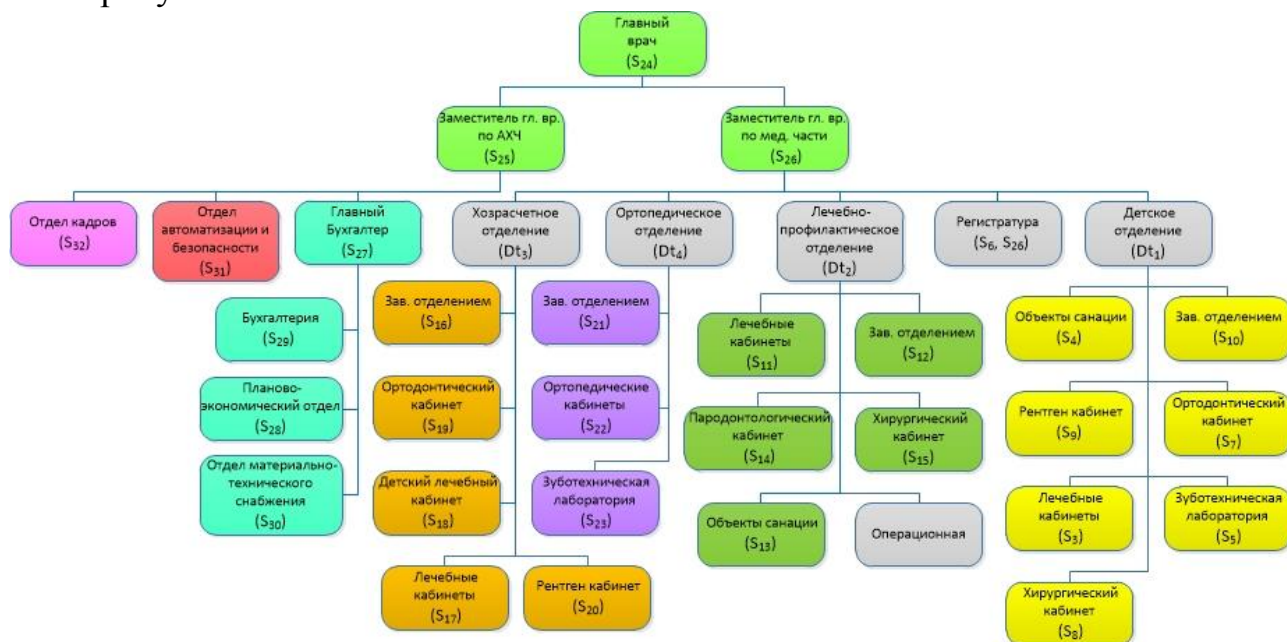 Главный
врач
(S24)
Заместитель гл. вр.
по АХЧ
(S25)
Заместитель гл. вр.
по мед. части
(S26)
Отдел кадров
(S32)
Отдел
автоматизации и
безопасности
(S31)
Главный
Бухгалтер
(S27)
Хозрасчетное
отделение
(Dt3)
Ортопедическое
отделение
(Dt4)
Лечебно-
профилактическое
отделение
(Dt2)
Регистратура
(S6, S26)
Детское
отделение
(Dt1)
Бухгалтерия
(S29)
Планово-
экономический отдел
(S28)
Отдел материально-
технического
снабжения
(S30)
Зав. отделением
(S16)
Ортодонтический
кабинет
(S19)
Детский лечебный
кабинет
(S18)
Лечебные
кабинеты
(S17)
Рентген кабинет
(S20)
Зав. отделением
(S21)
Ортопедические
кабинеты
(S22)
Зуботехническая
лаборатория
(S23)
Лечебные
кабинеты
(S11)
Зав. отделением
(S12)
Пародонтологический
кабинет
(S14)
Хирургический
кабинет
(S15)
Объекты санации
(S13)
Операционная
Объекты санации
(S4)
Зав. отделением
(S10)
Рентген кабинет
(S9)
Ортодонтический
кабинет
(S7)
Лечебные
кабинеты
(S3)
Зуботехническая
лаборатория
(S5)
Хирургический
кабинет
(S8)